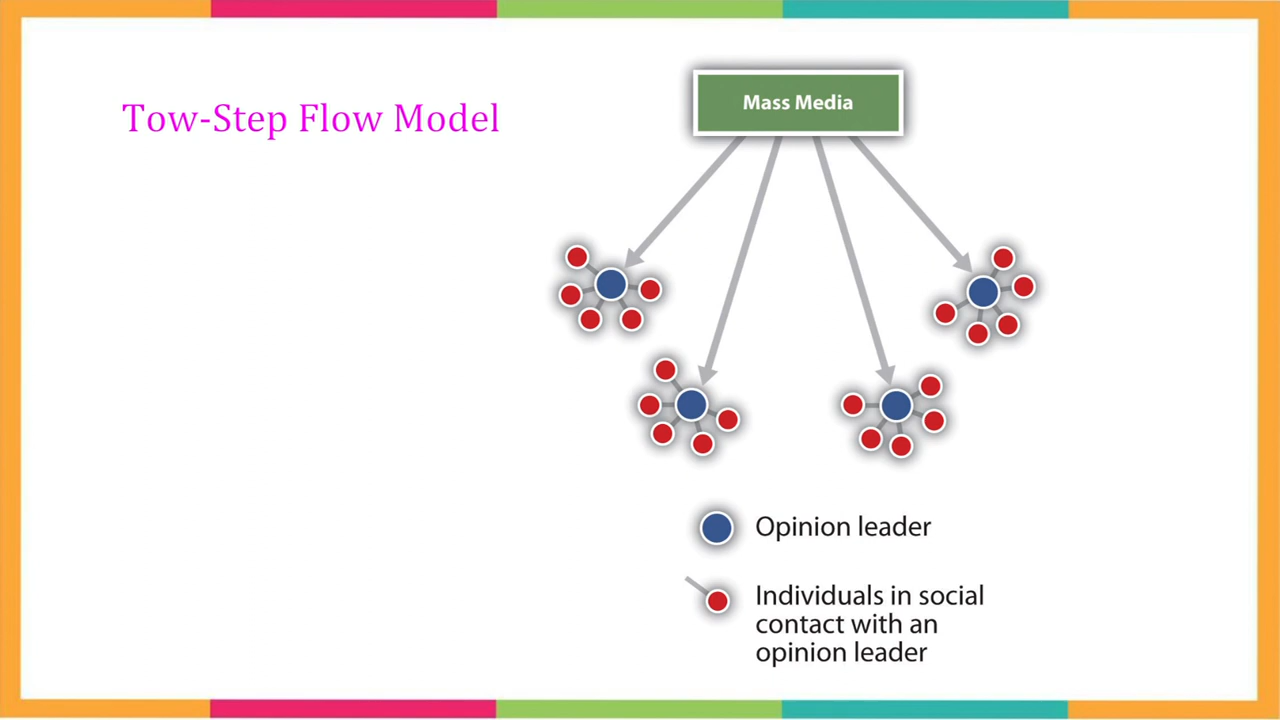 Tow-Step Flow Model
Mass Media
Opinion leader
Individuals in social
contact with an
opinion leader